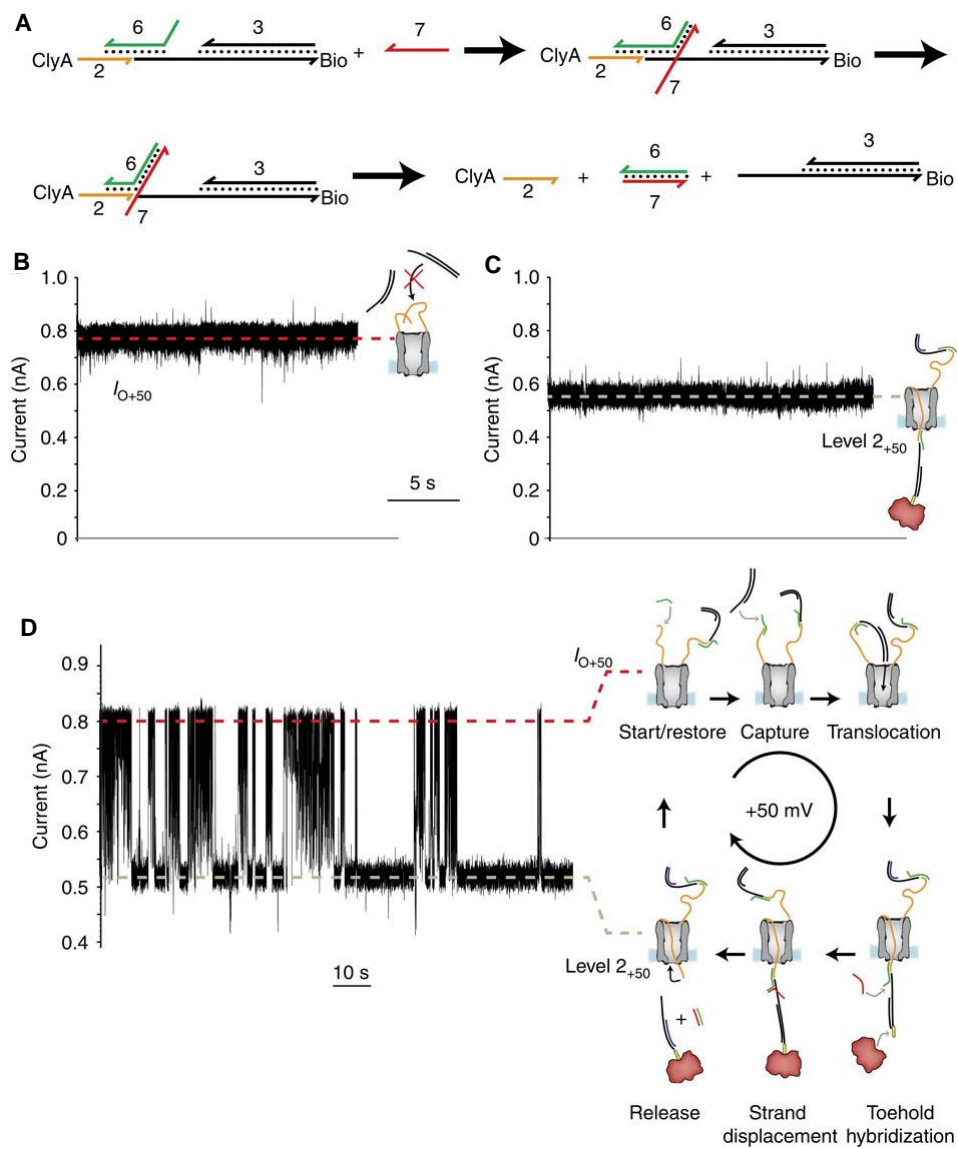 A
6 3 7 6 3
ClyA 2 Bio + ClyA 2 7 Bio
6 3 6 3
ClyA 2 7 Bio ClyA + 7 + Bio
2
B
Current (nA)
1.0
0.8
0.6
0.4
0.2
0
IO+50
5 s
C
Current (nA)
1.0
0.8
0.6
0.4
0.2
0
Level 2+50
D
Current (nA)
0.9
0.8
0.7
0.6
0.5
0.4
10 s
IO+50
Start/restore Capture Translocation
+50 mV
Level 2+50
+
Release Strand displacement Toehold hybridization